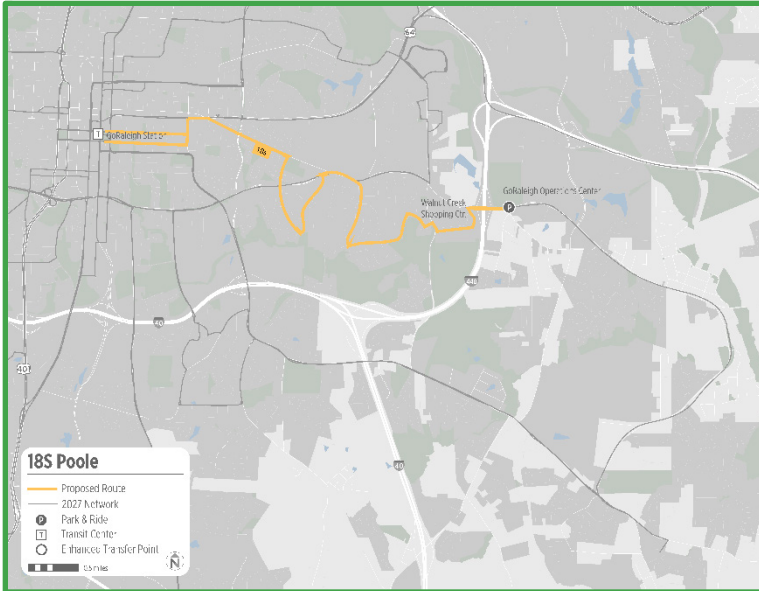 64
T GoRaleigh Station
18S
GoRaleigh Operations Center
Walnut Creek
Shopping Ctr.
P
440
40
401
40
18S Poole
Proposed Route
2027 Network
P Park & Ride
T Transit Center
Enhanced Transfer Point
N
0.5 miles